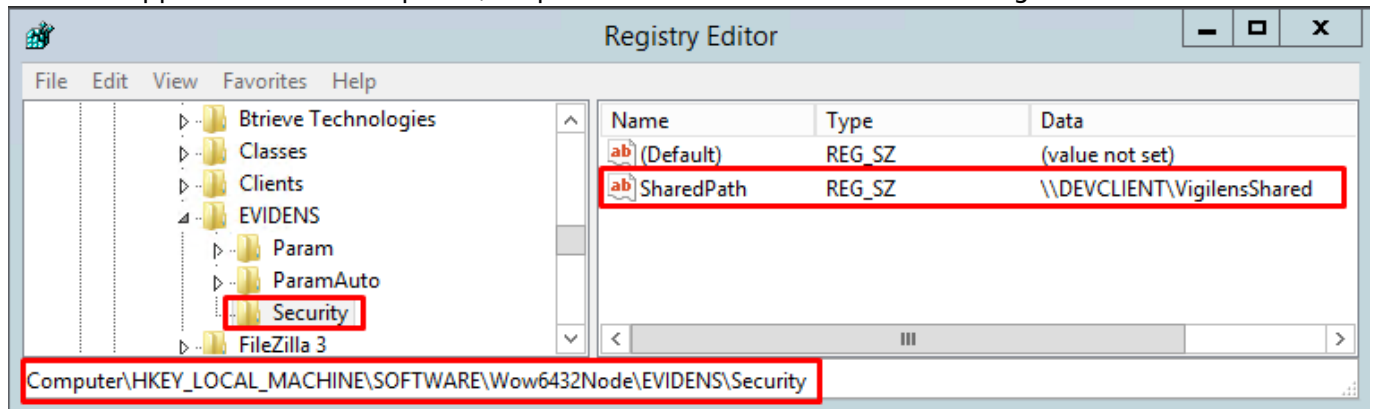 Registry Editor
File Edit View Favorites Help
Btrieve Technologies
Classes
Clients
EVIDENS
Param
ParamAuto
Security
FileZilla 3
Name Type Data
(Default) REG_SZ (value not set)
SharedPath REG_SZ \\DEVCLIENT\VigilensShared
Computer\HKEY_LOCAL_MACHINE\SOFTWARE\Wow6432Node\EVIDENS\Security